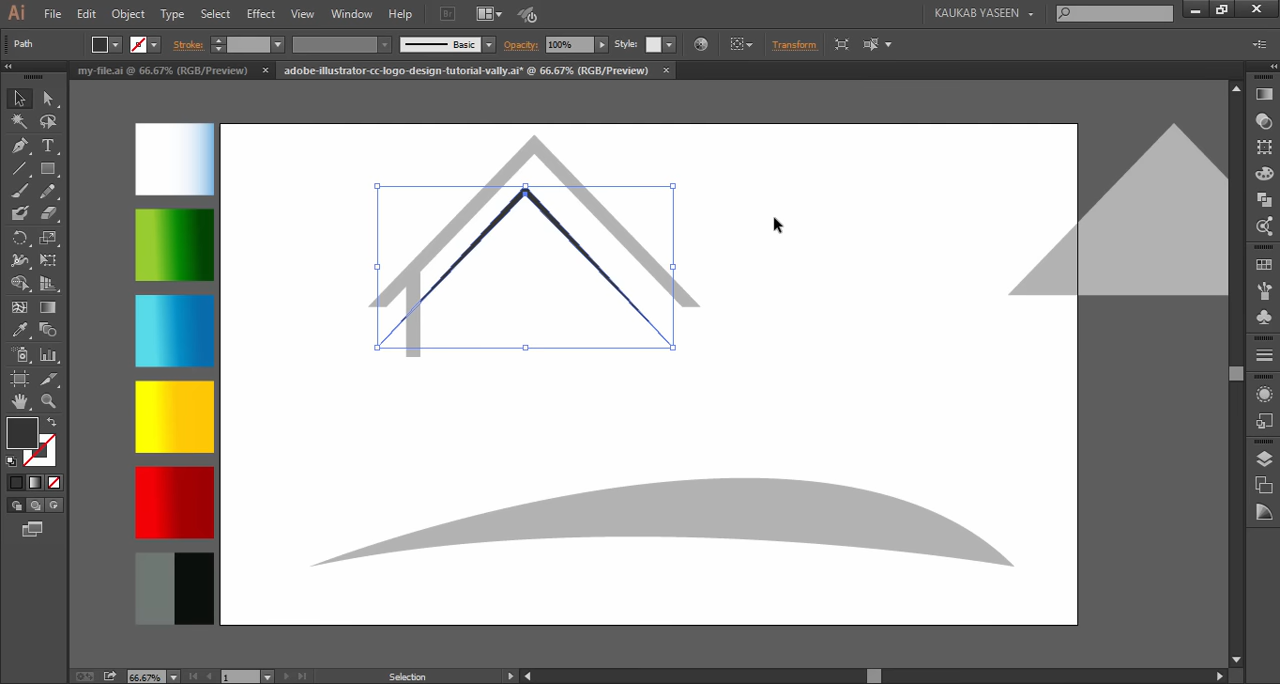 Ai File Edit Object Type Select Effect View Window Help Br KAUKAB YASEEN
Path Stroke: Basic Opacity: 100% Style: Transform
my-file.ai @ 66.67% (RGB/Preview) × adobe-illustrator-cc-logo-design-tutorial-vally.ai* @ 66.67% (RGB/Preview) ×
T
66.67% 1 Selection